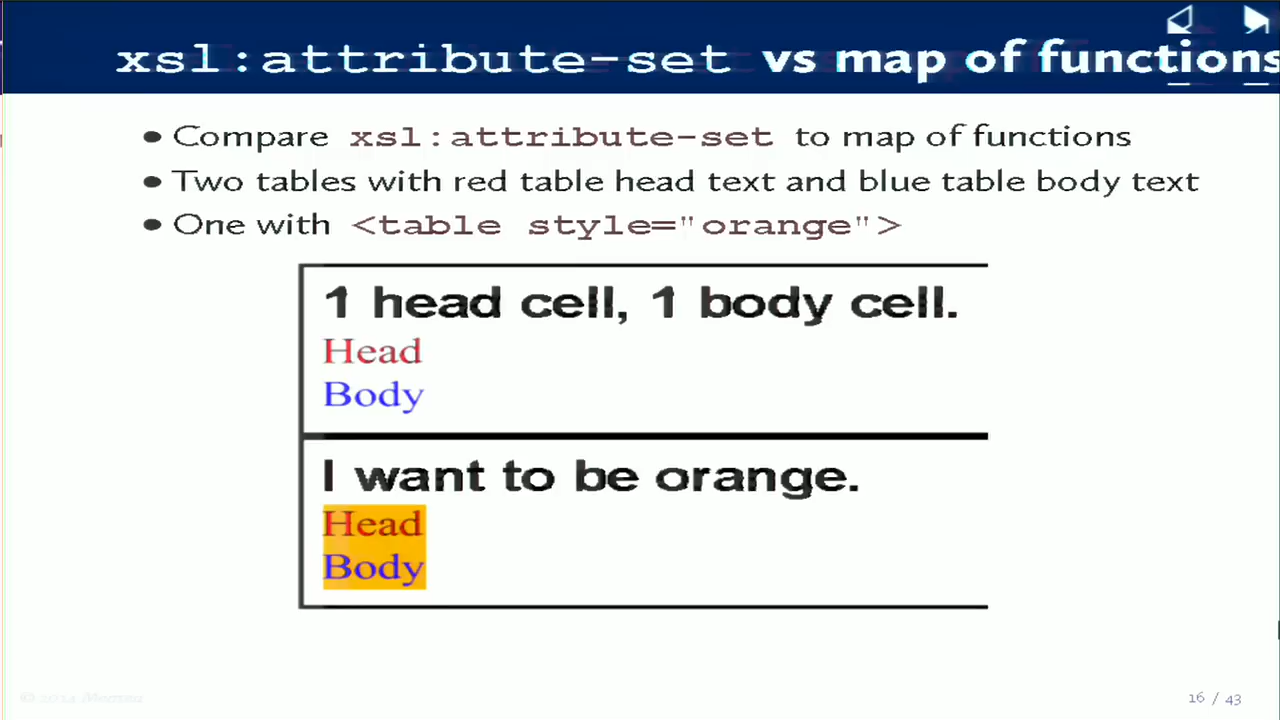 xsl:attribute-set vs map of functions
• Compare xsl:attribute-set to map of functions
• Two tables with red table head text and blue table body text
• One with <table style="orange">
1 head cell, 1 body cell.
Head
Body
I want to be orange.
Head
Body
16 / 43